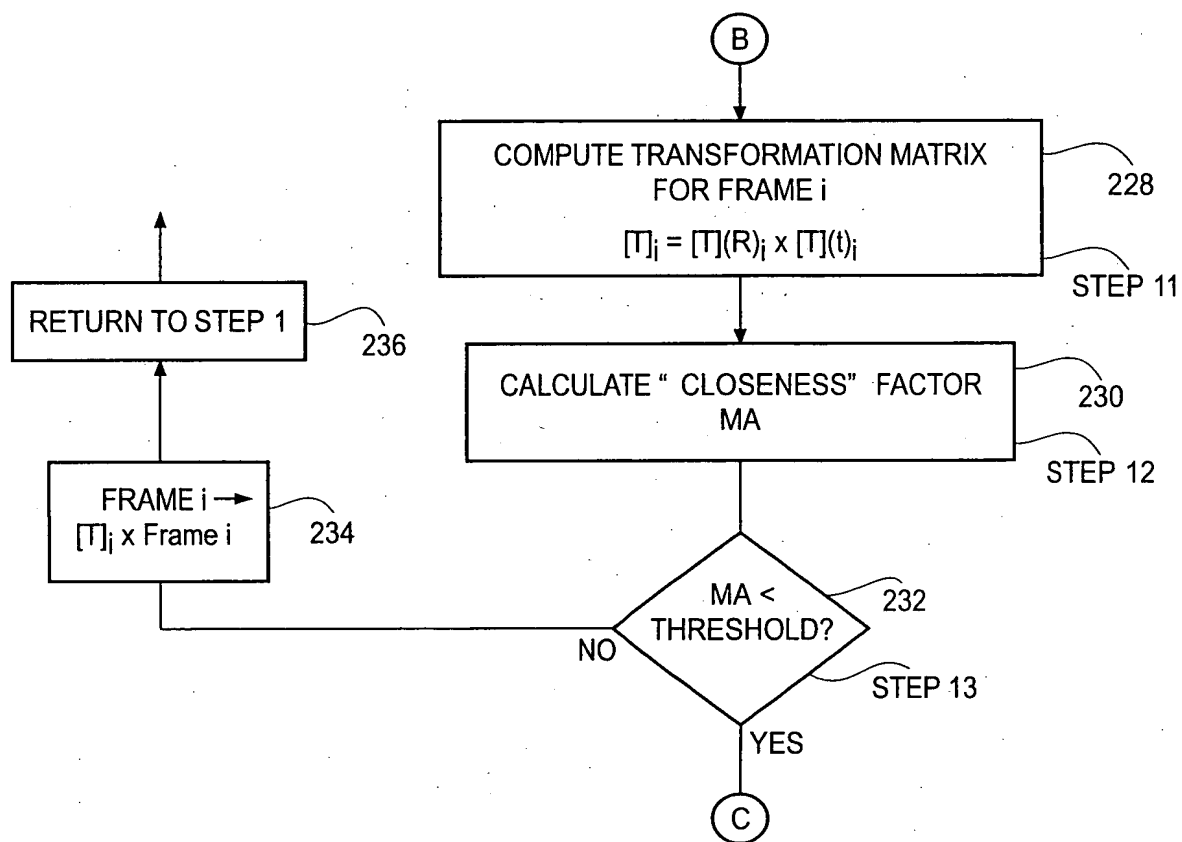 B
COMPUTE TRANSFORMATION MATRIX
FOR FRAME i
[T]i = [T](R)i x [T](t)i
228
STEP 11
RETURN TO STEP 1
236
CALCULATE “ CLOSENESS” FACTOR
MA
230
STEP 12
FRAME i →
[T]i x Frame i
234
MA <
THRESHOLD?
232
NO
STEP 13
YES
C